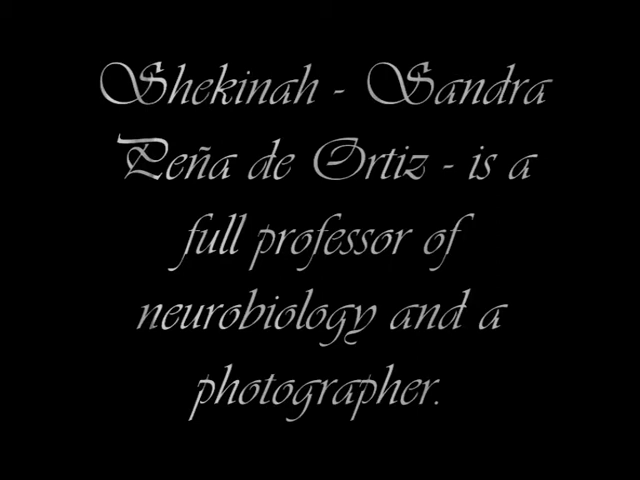 Shekinah - Sandra
Peña de Ortiz - is a
full professor of
neurobiology and a
photographer.